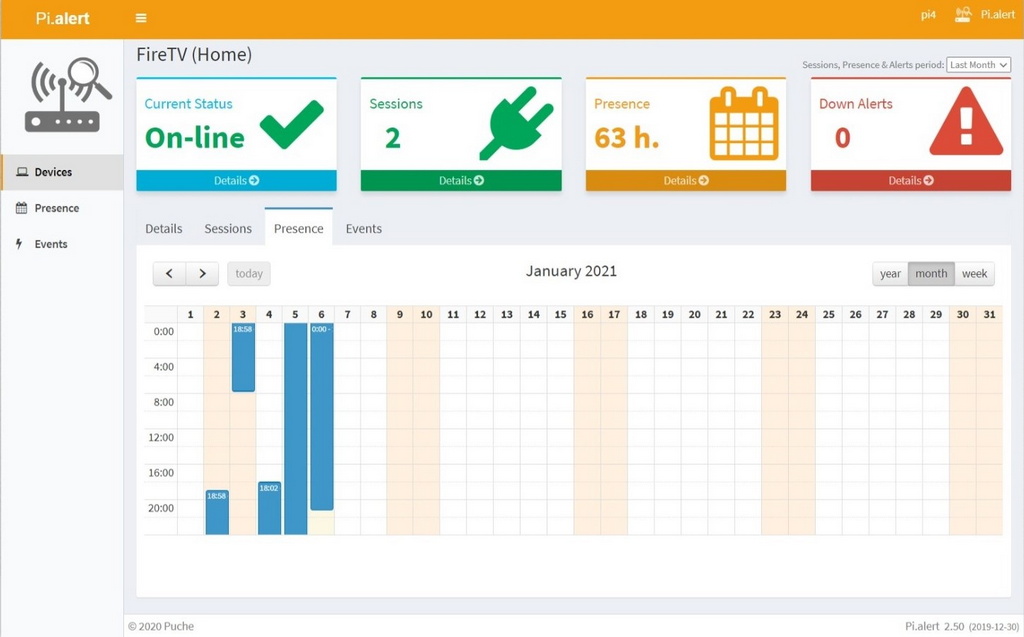 Pi.alert
pi4 Pi.alert
FireTV (Home)
Sessions, Presence & Alerts period: Last Month
Current Status
On-line
Details
Sessions
2
Details
Presence
63 h.
Details
Down Alerts
0
Details
Devices
Presence
Events
Details Sessions Presence Events
today
January 2021
year month week
1 2 3 4 5 6 7 8 9 10 11 12 13 14 15 16 17 18 19 20 21 22 23 24 25 26 27 28 29 30 31
0:00
18:58
0:00 -
4:00
8:00
12:00
16:00
18:02
18:58
20:00
© 2020 Puche
Pi.alert 2.50 (2019-12-30)